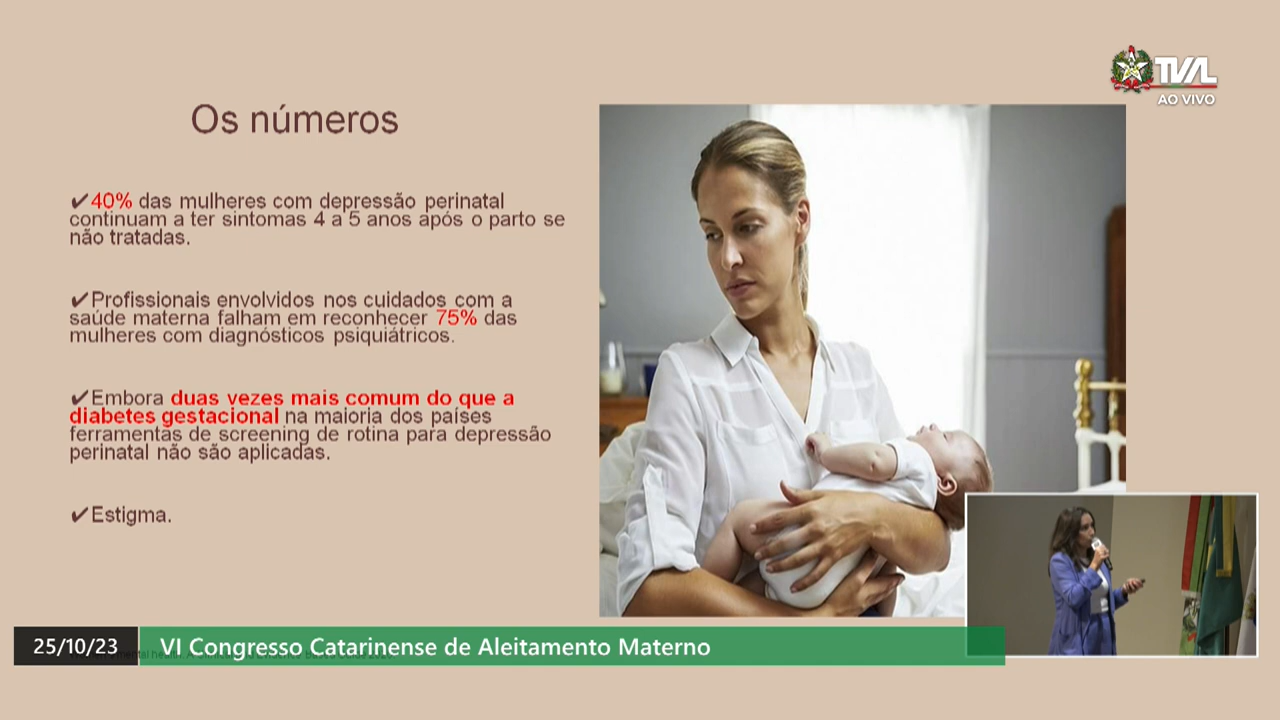 TVAL
AO VIVO
Os números
✔40% das mulheres com depressão perinatal
continuam a ter sintomas 4 a 5 anos após o parto se
não tratadas.
✔Profissionais envolvidos nos cuidados com a
saúde materna falham em reconhecer 75% das
mulheres com diagnósticos psiquiátricos.
✔Embora duas vezes mais comum do que a
diabetes gestacional na maioria dos países
ferramentas de screening de rotina para depressão
perinatal não são aplicadas.
✔Estigma.
25/10/23 VI Congresso Catarinense de Aleitamento Materno